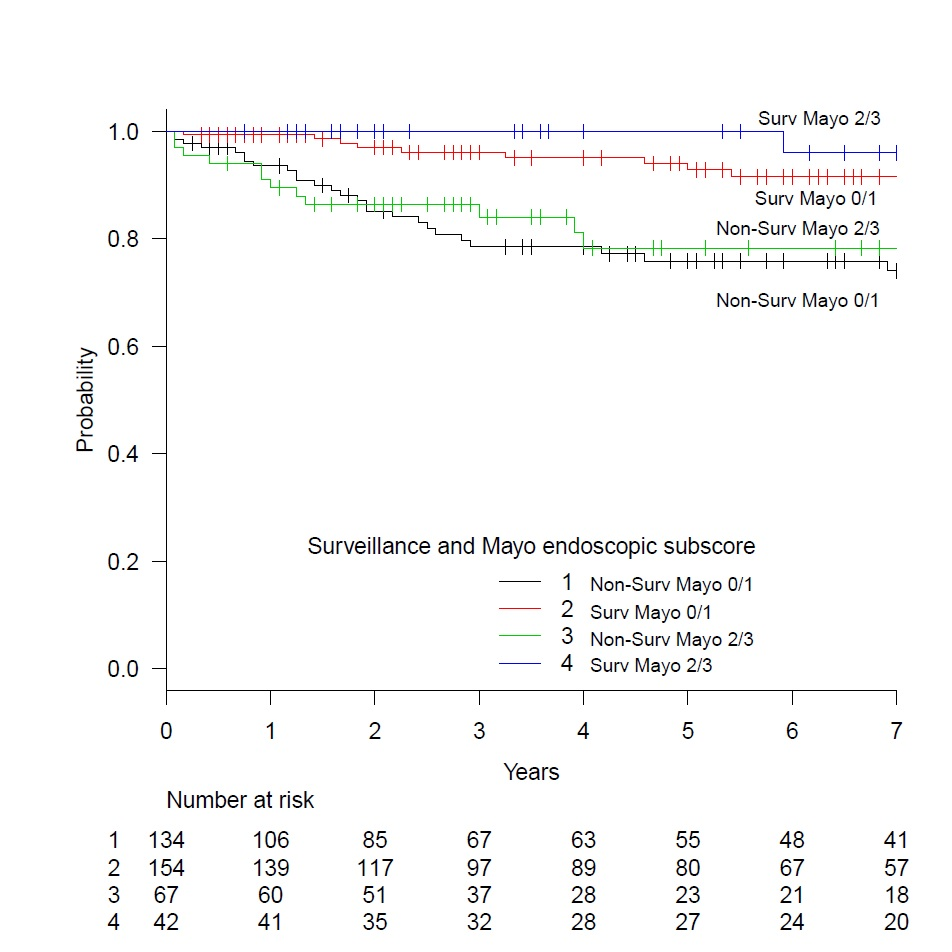 Surv Mayo 2/3
1.0
Surv Mayo 0/1
Non-Surv Mayo 2/3
0.8
Non-Surv Mayo 0/1
0.6
Probability
0.4
Surveillance and Mayo endoscopic subscore
0.2
1 Non-Surv Mayo 0/1
2 Surv Mayo 0/1
3 Non-Surv Mayo 2/3
4 Surv Mayo 2/3
0.0
0 1 2 3 4 5 6 7
Years
Number at risk
1 134 106 85 67 63 55 48 41
2 154 139 117 97 89 80 67 57
3 67 60 51 37 28 23 21 18
4 42 41 35 32 28 27 24 20